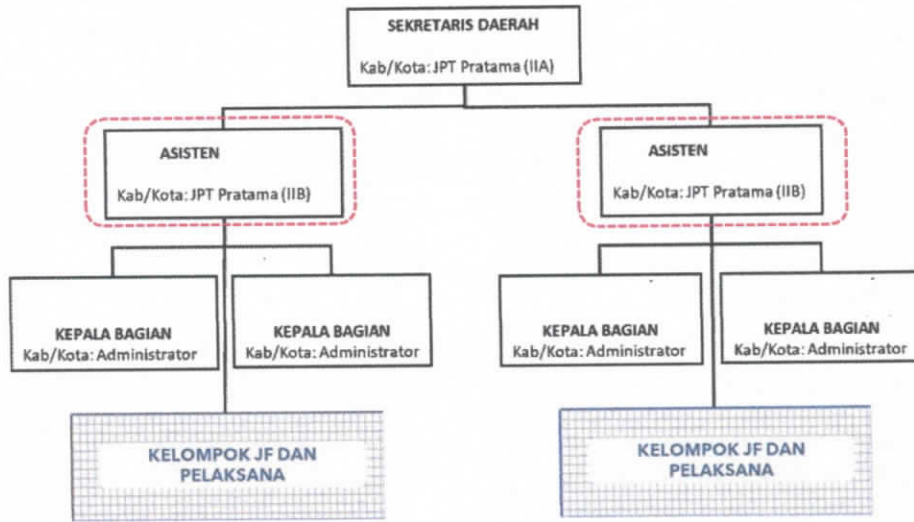 SEKRETARIS DAERAH
Kab/Kota: JPT Pratama (IIA)
ASISTEN
Kab/Kota: JPT Pratama (IIB)
ASISTEN
Kab/Kota: JPT Pratama (IIB)
KEPALA BAGIAN
Kab/Kota: Administrator
KEPALA BAGIAN
Kab/Kota: Administrator
KEPALA BAGIAN
Kab/Kota: Administrator
KEPALA BAGIAN
Kab/Kota: Administrator
KELOMPOK JF DAN
PELAKSANA
KELOMPOK JF DAN
PELAKSANA